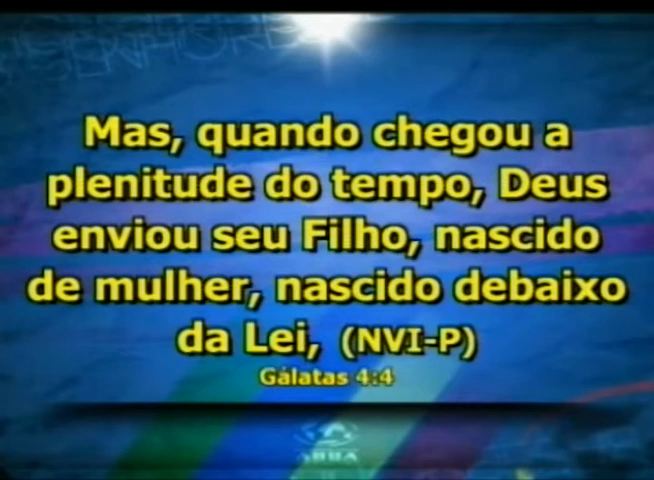 Mas, quando chegou a
plenitude do tempo, Deus
enviou seu Filho, nascido
de mulher, nascido debaixo
da Lei, (NVI-P)
Gálatas 4:4
ABBA